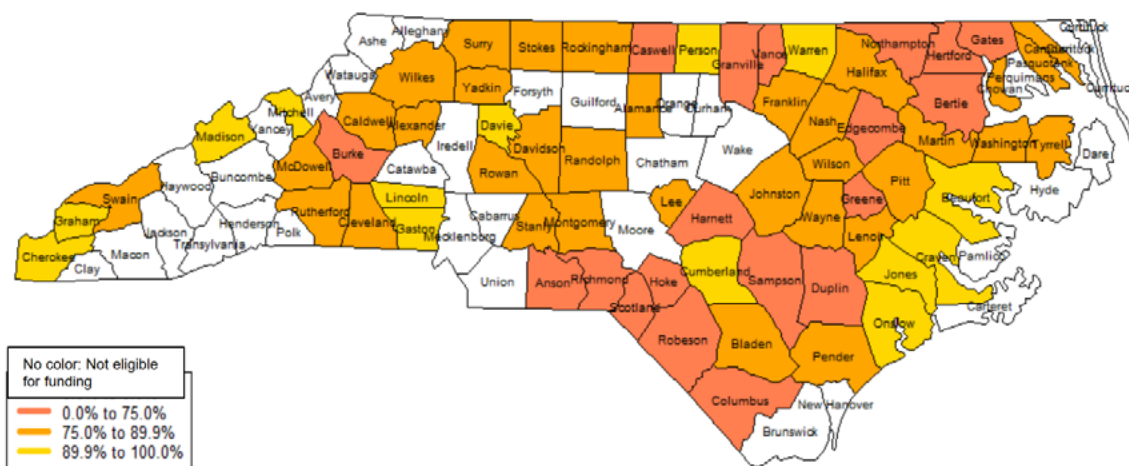 Currituck
Ashe
Alleghany
Surry
Stokes
Rockingham
Caswell
Person
Granville
Vance
Warren
Northampton
Gates
Hertford
Camden
Currituck
Pasquotank
Perquimans
Chowan
Currituck
Halifax
Bertie
Watauga
Wilkes
Yadkin
Forsyth
Guilford
Alamance
Orange
Durham
Franklin
Nash
Edgecombe
Martin
Washington
Tyrrell
Dare
Avery
Mitchell
Yancey
Madison
Caldwell
Alexander
Iredell
Davie
Davidson
Randolph
Chatham
Wake
Wilson
Pitt
Beaufort
Hyde
Burke
McDowell
Catawba
Rowan
Buncombe
Haywood
Swain
Graham
Cherokee
Clay
Macon
Jackson
Transylvania
Henderson
Polk
Rutherford
Cleveland
Lincoln
Gaston
Mecklenborg
Cabarrus
Stanly
Montgomery
Moore
Lee
Harnett
Johnston
Wayne
Greene
Lenoir
Craven
Pamlico
Jones
Carteret
Onslow
Union
Anson
Richmond
Scotland
Hoke
Cumberland
Sampson
Duplin
Robeson
Bladen
Pender
Columbus
New Hanover
Brunswick
No color: Not eligible
for funding
0.0% to 75.0%
75.0% to 89.9%
89.9% to 100.0%